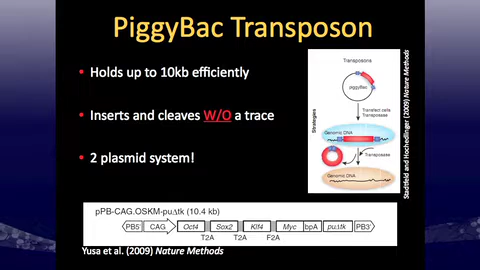 PiggyBac Transposon
• Holds up to 10kb efficiently
• Inserts and cleaves W/O a trace
• 2 plasmid system!
Transposons
piggyBac
Transfect cells
Transposase
Strategies
Genomic DNA
Transposase
Genomic DNA
Stadtfeld and Hochedlinger (2009) Nature Methods
pPB-CAG.OSKM-puΔtk (10.4 kb)
PB5 CAG Oct4 Sox2 Klf4 Myc bpA puΔtk PB3
T2A T2A F2A
Yusa et al. (2009) Nature Methods